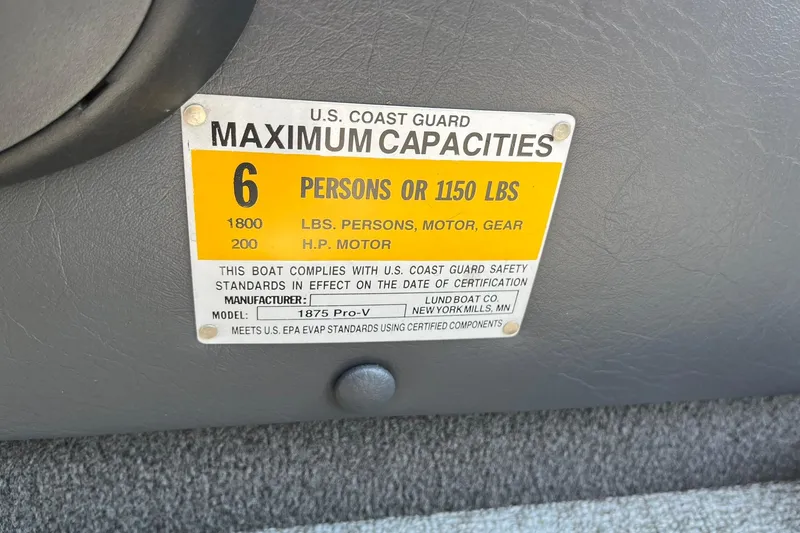 U.S. COAST GUARD
MAXIMUM CAPACITIES
6 PERSONS OR 1150 LBS
1800 LBS. PERSONS, MOTOR, GEAR
200 H.P. MOTOR
THIS BOAT COMPLIES WITH U.S. COAST GUARD SAFETY
STANDARDS IN EFFECT ON THE DATE OF CERTIFICATION
MANUFACTURER: LUND BOAT CO.
MODEL: 1875 Pro-V NEW YORK MILLS, MN
MEETS U.S. EPA EVAP STANDARDS USING CERTIFIED COMPONENTS